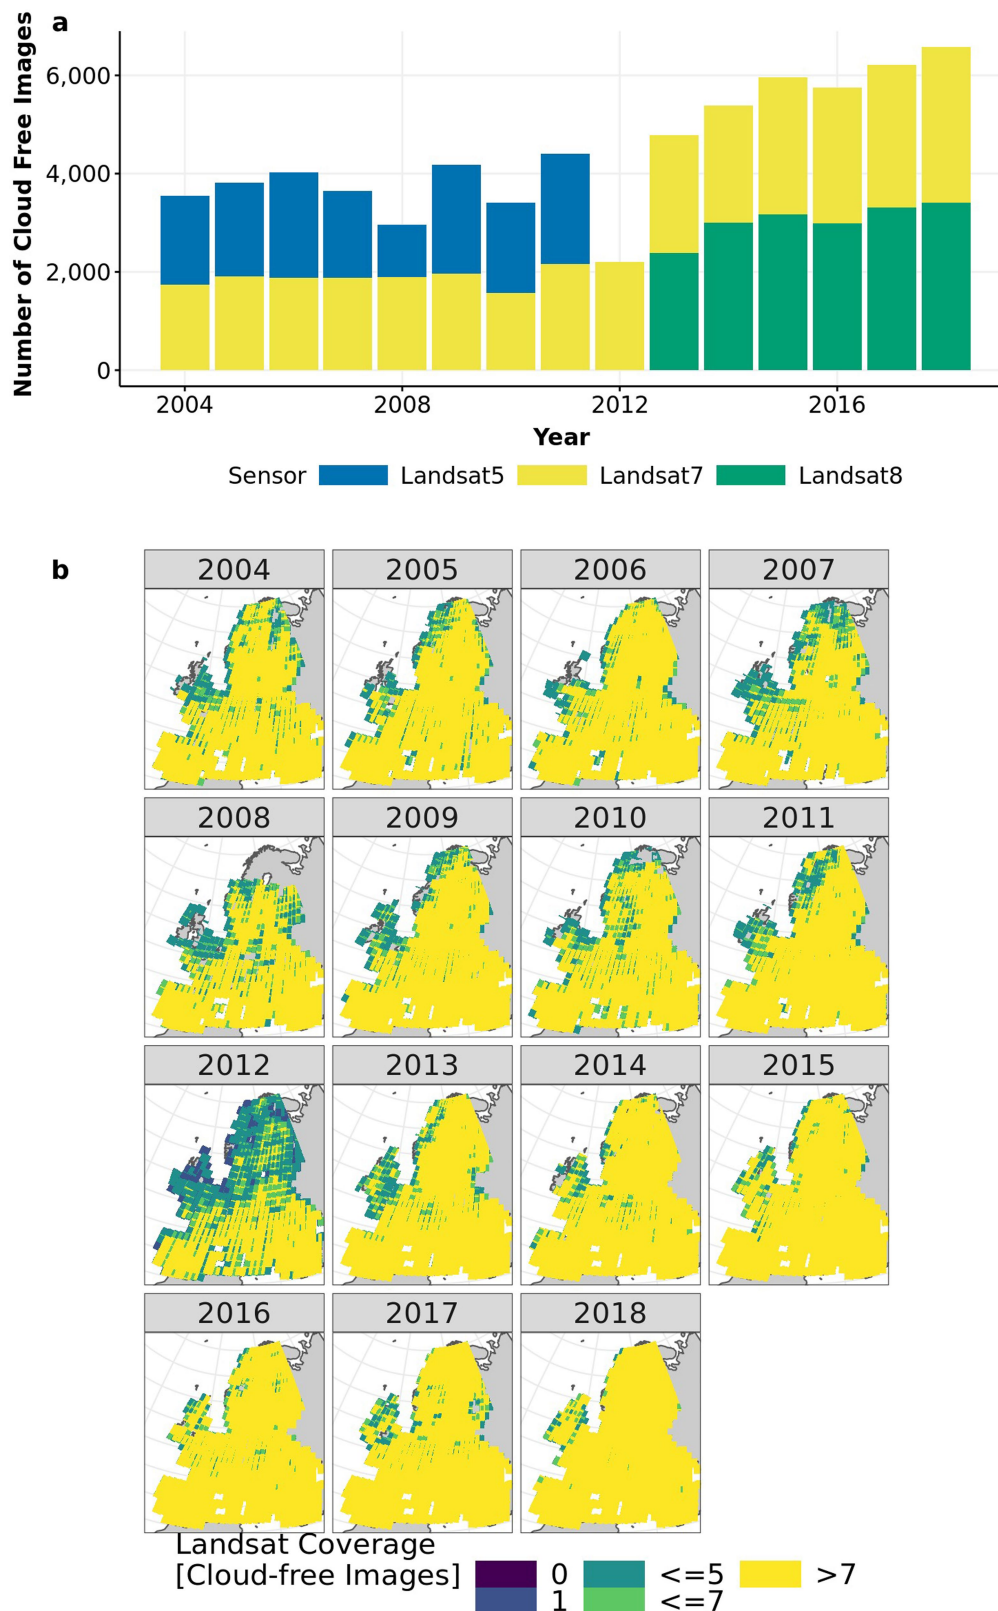 a
Number of Cloud Free Images
6,000
4,000
2,000
0
2004 2008 2012 2016
Year
Sensor Landsat5 Landsat7 Landsat8
b
2004 2005 2006 2007
2008 2009 2010 2011
2012 2013 2014 2015
2016 2017 2018
Landsat Coverage
[Cloud-free Images] 0 <=5 >7
1 <=7